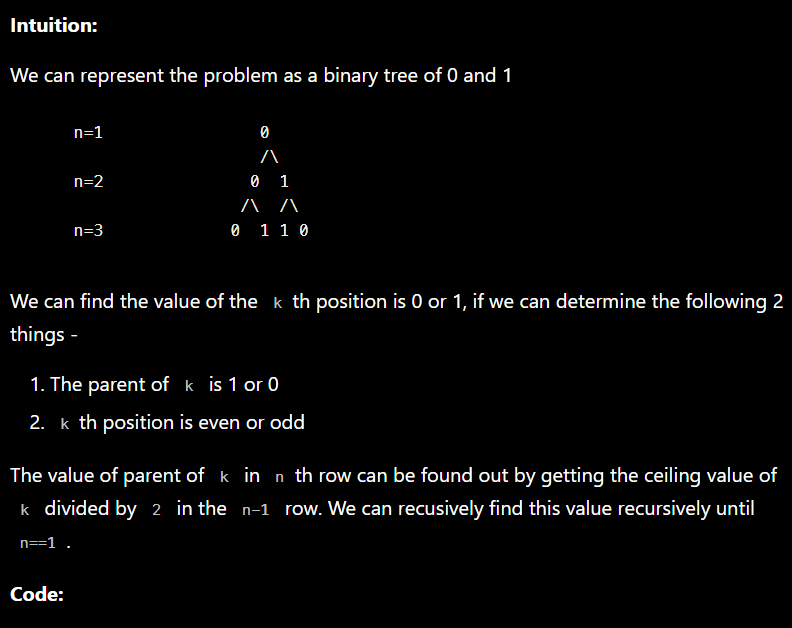 Intuition:
We can represent the problem as a binary tree of 0 and 1
n=1 0
/\
n=2 0 1
/\ /\
n=3 0 1 1 0
We can find the value of the k th position is 0 or 1, if we can determine the following 2
things -
1. The parent of k is 1 or 0
2. k th position is even or odd
The value of parent of k in n th row can be found out by getting the ceiling value of
k divided by 2 in the n-1 row. We can recusively find this value recursively until
n==1 .
Code: